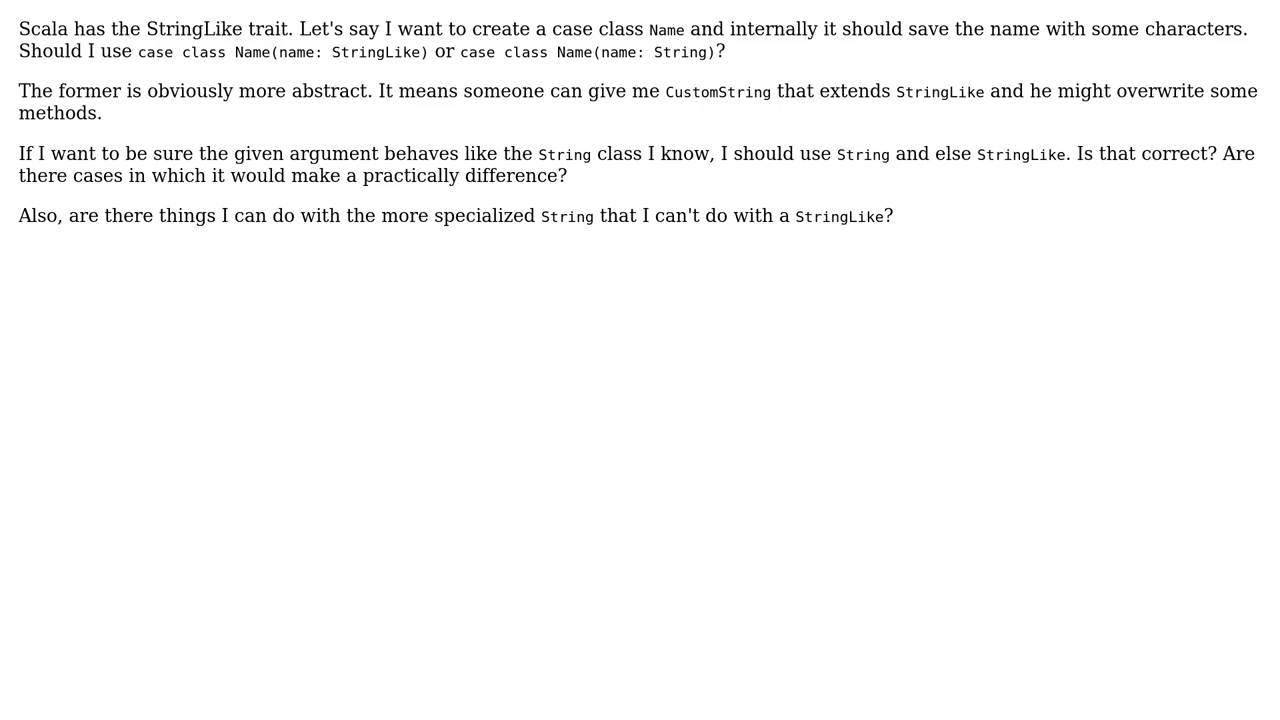 Scala has the StringLike trait. Let's say I want to create a case class Name and internally it should save the name with some characters.
Should I use case class Name(name: StringLike) or case class Name(name: String)?
The former is obviously more abstract. It means someone can give me CustomString that extends StringLike and he might overwrite some
methods.
If I want to be sure the given argument behaves like the String class I know, I should use String and else StringLike. Is that correct? Are
there cases in which it would make a practically difference?
Also, are there things I can do with the more specialized String that I can't do with a StringLike?